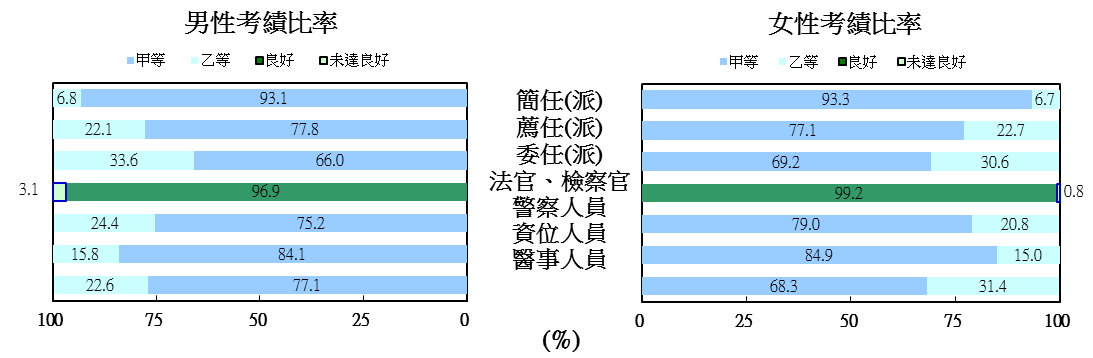 男性考績比率
甲等 乙等 良好 未達良好
6.8 93.1
22.1 77.8
33.6 66.0
3.1 96.9
24.4 75.2
15.8 84.1
22.6 77.1
100 75 50 25 0
簡任(派)
薦任(派)
委任(派)
法官、檢察官
警察人員
資位人員
醫事人員
(%)
女性考績比率
甲等 乙等 良好 未達良好
93.3 6.7
77.1 22.7
69.2 30.6
99.2 0.8
79.0 20.8
84.9 15.0
68.3 31.4
0 25 50 75 100